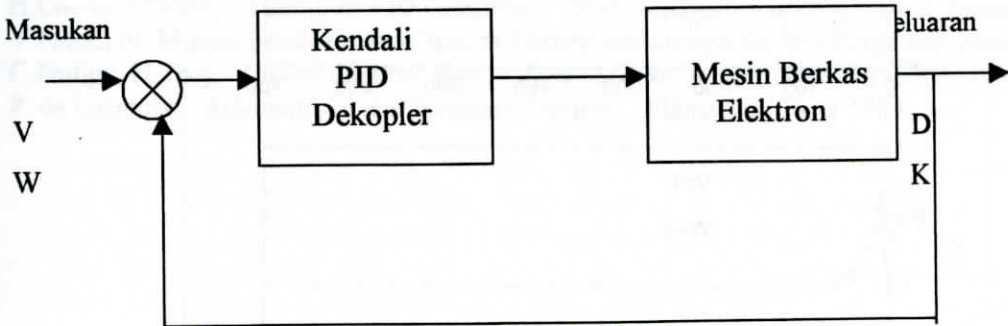 Masukan
V
W
Kendali
PID
Dekopler
Mesin Berkas
Elektron
eluaran
D
K